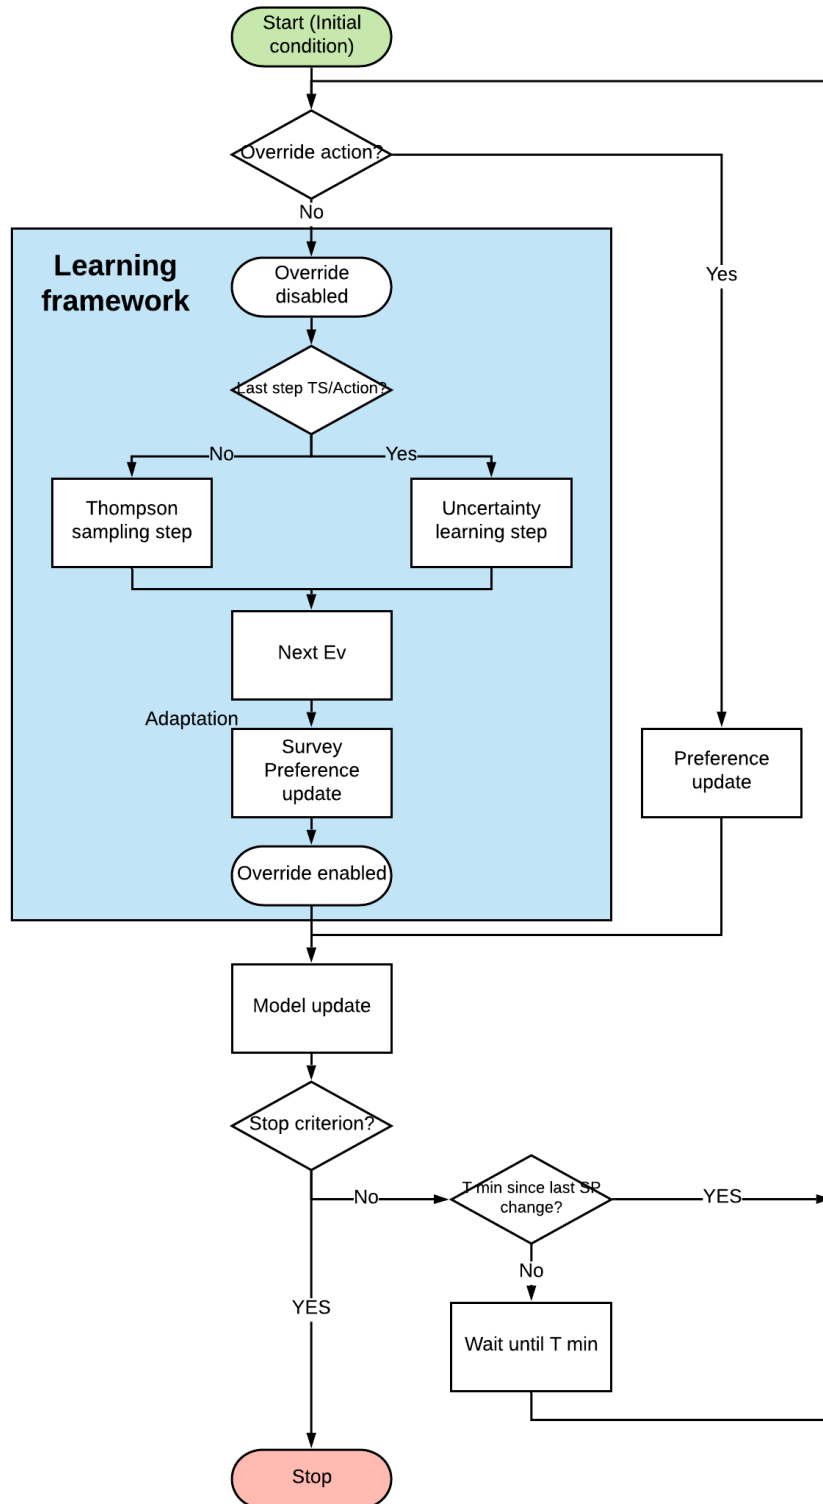 Start (Initial
condition)
Override action?
No
Yes
Learning
framework
Override
disabled
Last step TS/Action?
No
Yes
Thompson
sampling step
Uncertainty
learning step
Next Ev
Adaptation
Survey
Preference
update
Preference
update
Override enabled
Model update
Stop criterion?
No
T min since last SP
change?
YES
No
YES
Wait until T min
Stop